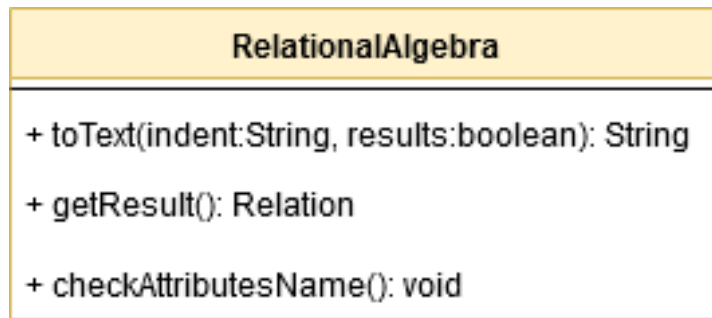 RelationalAlgebra
+ toText(indent:String, results:boolean): String
+ getResult(): Relation
+ checkAttributesName(): void